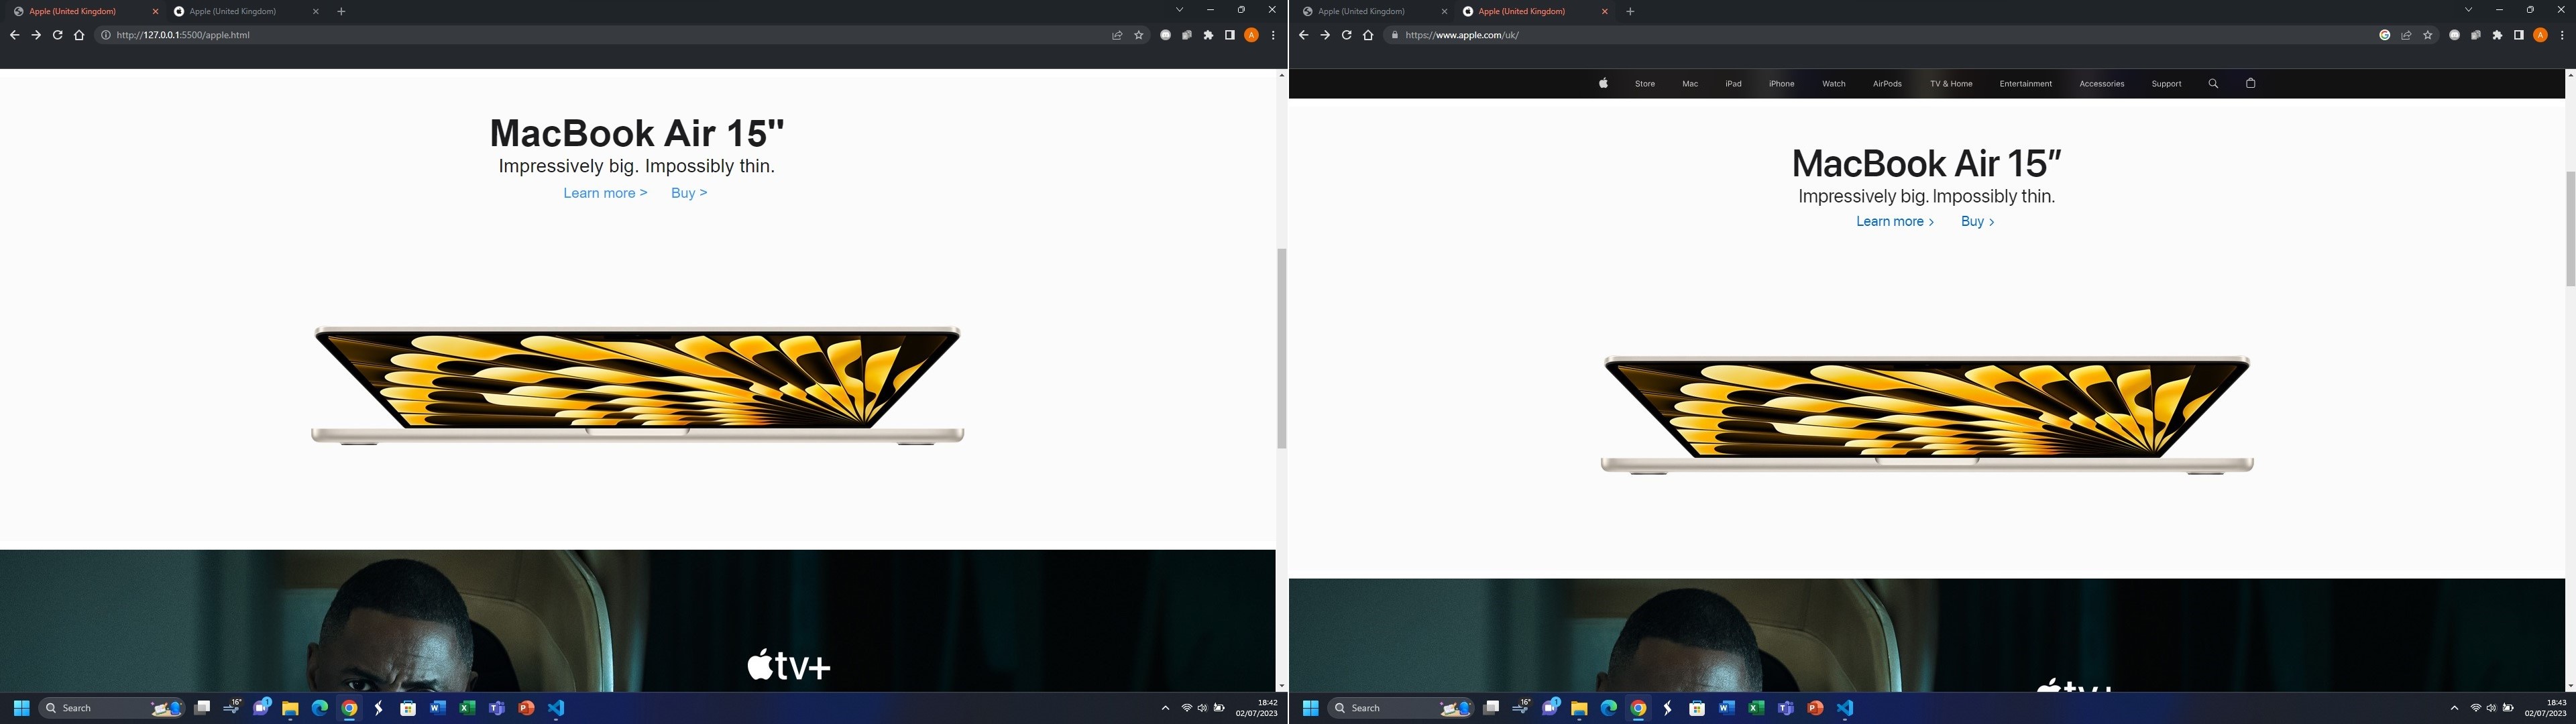 Apple (United Kingdom)
Apple (United Kingdom)
http://127.0.0.1:5500/apple.html
A
MacBook Air 15"
Impressively big. Impossibly thin.
Learn more >
Buy >
tv+
Search
16°
1
18:42
02/07/2023
Apple (United Kingdom)
Apple (United Kingdom)
https://www.apple.com/uk/
A
Store
Mac
iPad
iPhone
Watch
AirPods
TV & Home
Entertainment
Accessories
Support
MacBook Air 15″
Impressively big. Impossibly thin.
Learn more >
Buy >
tv+
Search
16°
1
18:43
02/07/2023